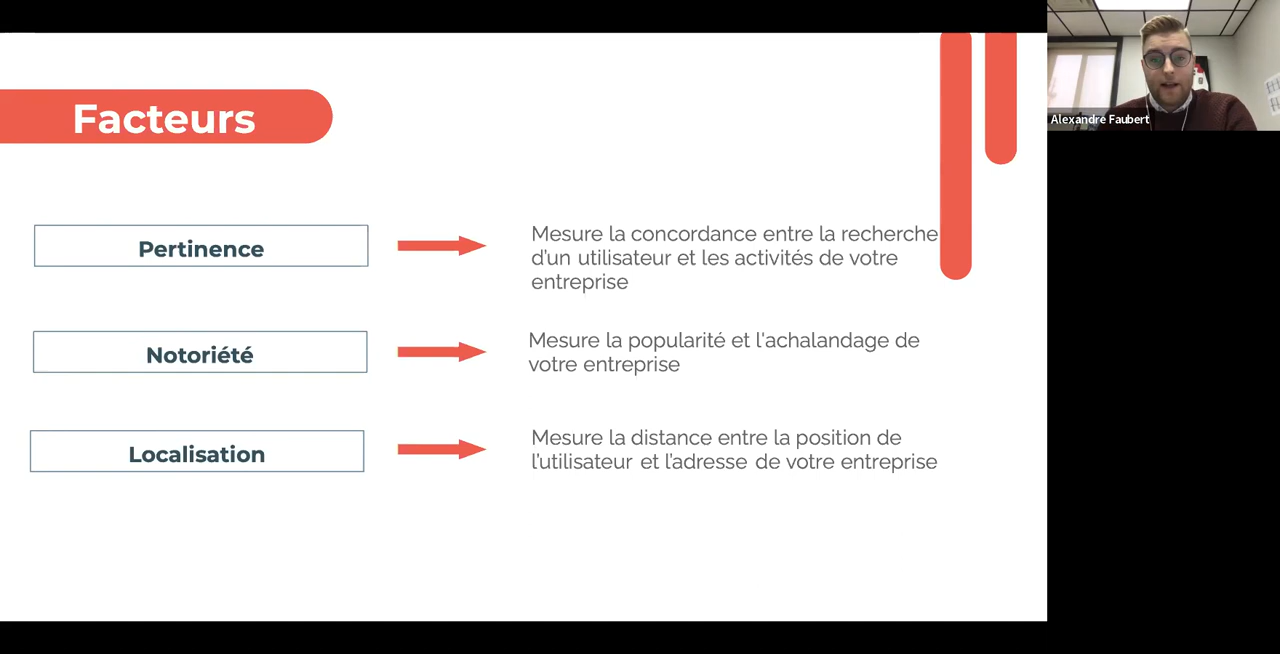 Facteurs
Alexandre Faubert
Pertinence
Mesure la concordance entre la recherche
d'un utilisateur et les activités de votre
entreprise
Notoriété
Mesure la popularité et l'achalandage de
votre entreprise
Localisation
Mesure la distance entre la position de
l'utilisateur et l'adresse de votre entreprise